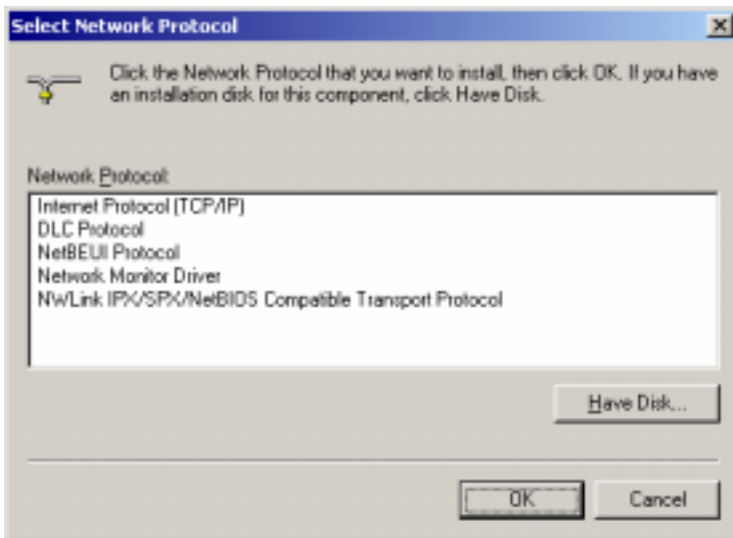 Select Network Protocol
Click the Network Protocol that you want to install, then click OK. If you have
an installation disk for this component, click Have Disk.
Network Protocol:
Internet Protocol (TCP/IP)
DLC Protocol
NetBEUI Protocol
Network Monitor Driver
NWLink IPX/SPX/NetBIOS Compatible Transport Protocol
Have Disk...
OK
Cancel